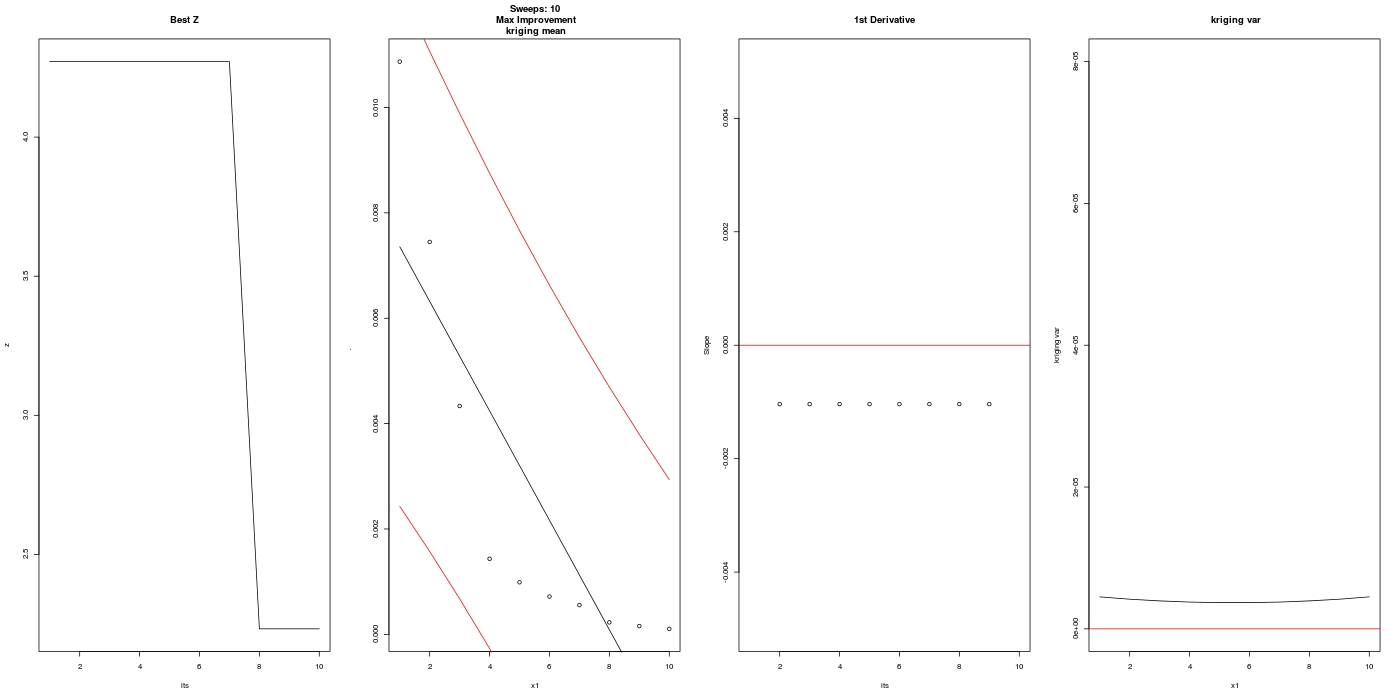 Best Z
4.0
3.5
3.0
2.5
z
2
4
6
8
10
its
Sweeps: 10
Max Improvement
kriging mean
0.010
0.008
0.006
0.004
0.002
0.000
.
2
4
6
8
10
x1
1st Derivative
0.004
0.002
0.000
-0.002
-0.004
Slope
2
4
6
8
10
its
kriging var
8e-05
6e-05
4e-05
2e-05
0e+00
kriging var
2
4
6
8
10
x1